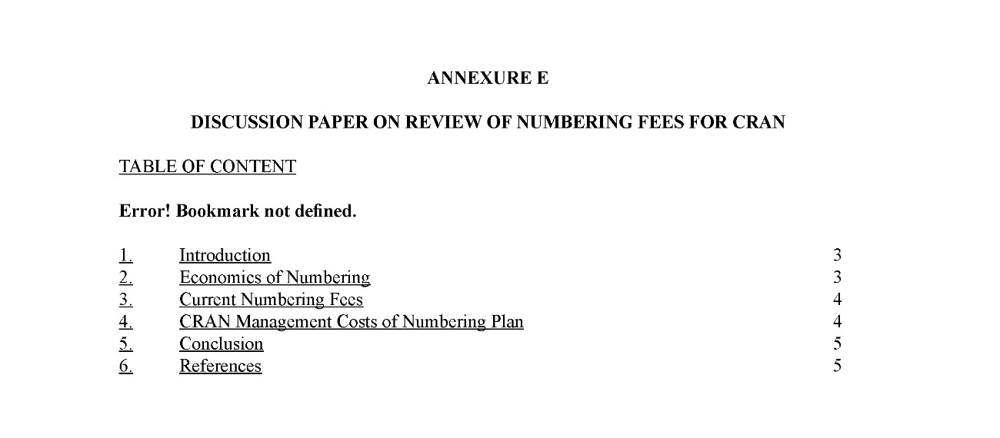 ANNEXURE E
DISCUSSION PAPER ON REVIEW OF NUMBERING FEES FOR CRAN
TABLE OF CONTENT
Error! Bookmark not defined.
1. Introduction 3
2. Economics of Numbering 3
3. Current Numbering Fees 4
4. CRAN Management Costs of Numbering Plan 4
5. Conclusion 5
6. References 5